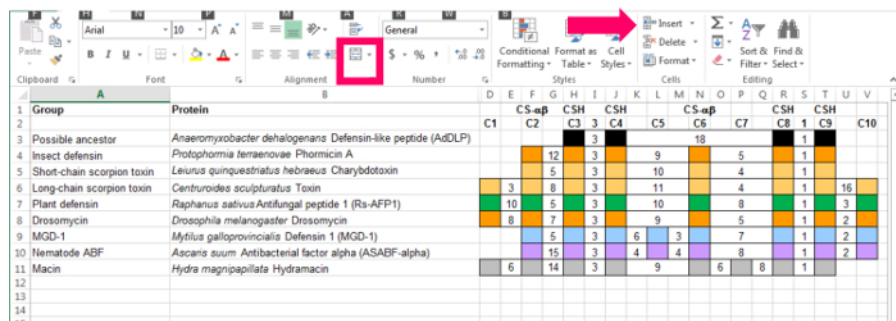 F H N P M A K W B
Arial 10 A A General Insert
Paste B I U A $ % , Conditional Format as Cell Delete Sort & Find &
Formatting Table Styles Format Filter Select
Clipboard Font Alignment Number Styles Cells Editing
A B D E F G H I J K L M N O P Q R S T U V
1 Group Protein CS-αβ CSH CSH CS-αβ CSH CSH
2 C1 C2 C3 3 C4 C5 C6 C7 C8 1 C9 C10
3 Possible ancestor Anaeromyxobacter dehalogenans Defensin-like peptide (AdDLP) 3 18 1
4 Insect defensin Protophormia terraenovae Phormicin A 12 3 9 5 1
5 Short-chain scorpion toxin Leiurus quinquestriatus hebraeus Charybdotoxin 5 3 10 4 1
6 Long-chain scorpion toxin Centruroides sculpturatus Toxin 3 8 3 11 4 1 16
7 Plant defensin Raphanus sativus Antifungal peptide 1 (Rs-AFP1) 10 5 3 10 8 1 3
8 Drosomycin Drosophila melanogaster Drosomycin 8 7 3 9 5 1 2
9 MGD-1 Mytilus galloprovincialis Defensin 1 (MGD-1) 5 3 6 3 7 1 2
10 Nematode ABF Ascaris suum Antibacterial factor alpha (ASABF-alpha) 15 3 4 4 8 1 2
11 Macin Hydra magnipapillata Hydramacin 6 14 3 9 6 8 1
12
13
14